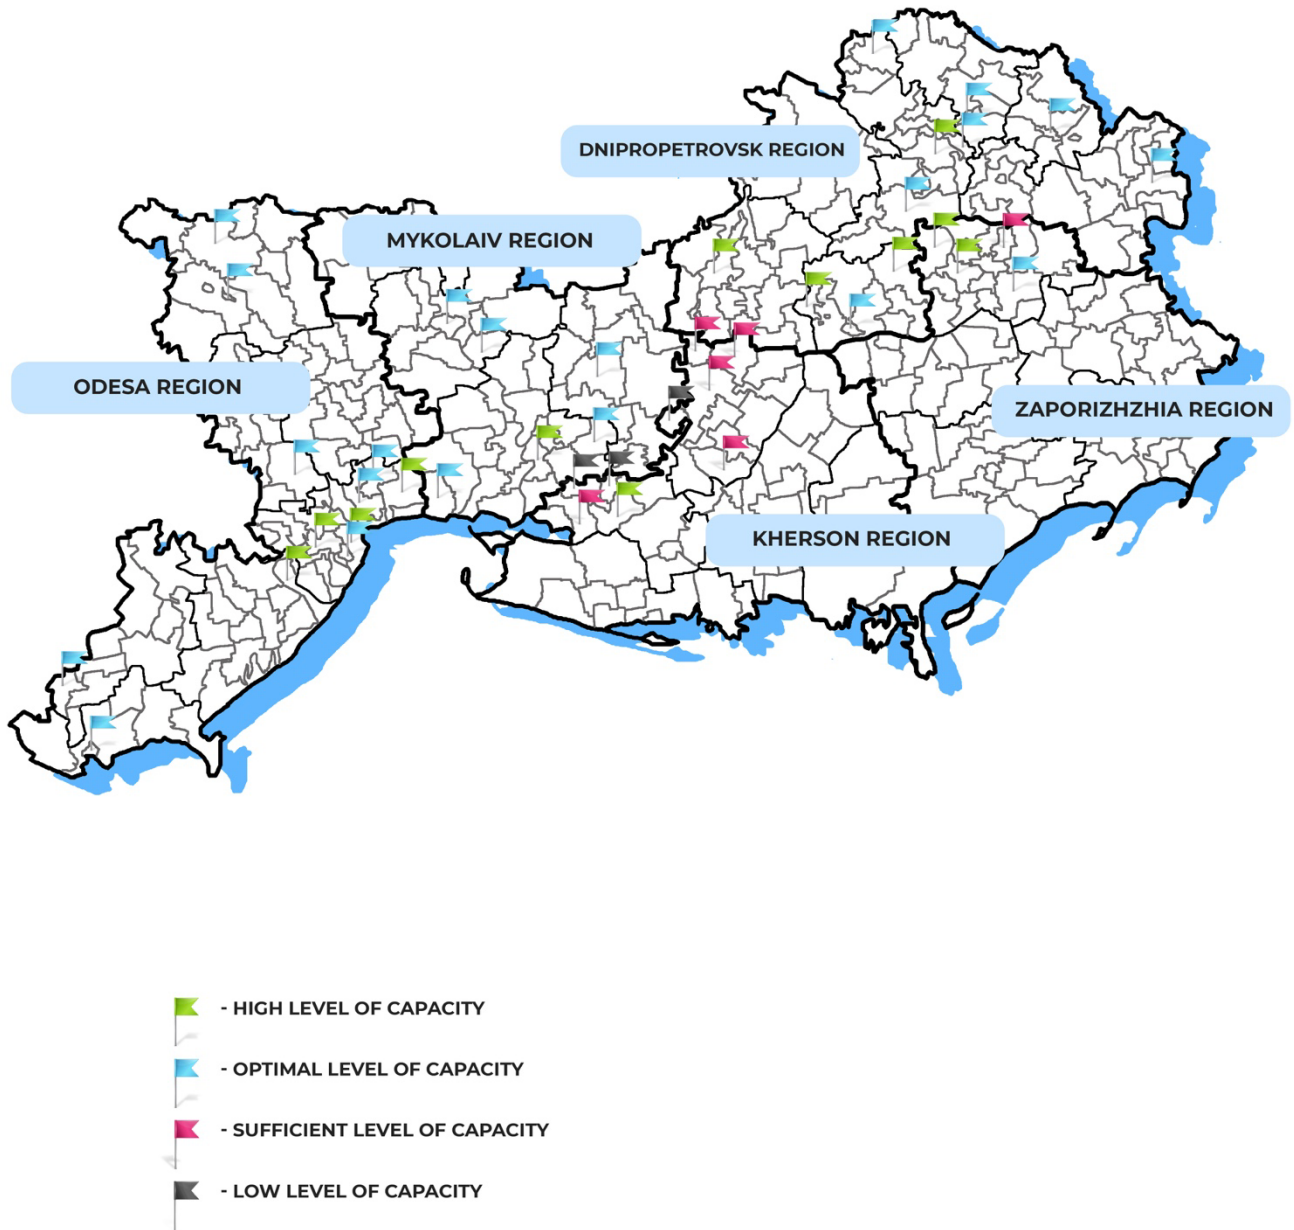 DNIPROPETROVSK REGION
MYKOLAIV REGION
ODESA REGION
ZAPORIZHZHIA REGION
KHERSON REGION
- HIGH LEVEL OF CAPACITY
- OPTIMAL LEVEL OF CAPACITY
- SUFFICIENT LEVEL OF CAPACITY
- LOW LEVEL OF CAPACITY